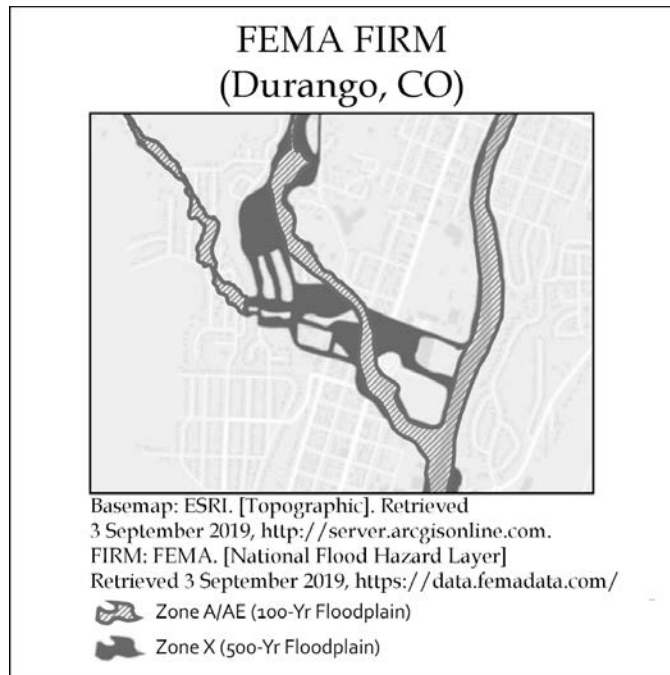 FEMA FIRM
(Durango, CO)
Basemap: ESRI. [Topographic]. Retrieved
3 September 2019, http://server.arcgisonline.com.
FIRM: FEMA. [National Flood Hazard Layer]
Retrieved 3 September 2019, https://data.femadata.com/
Zone A/AE (100-Yr Floodplain)
Zone X (500-Yr Floodplain)